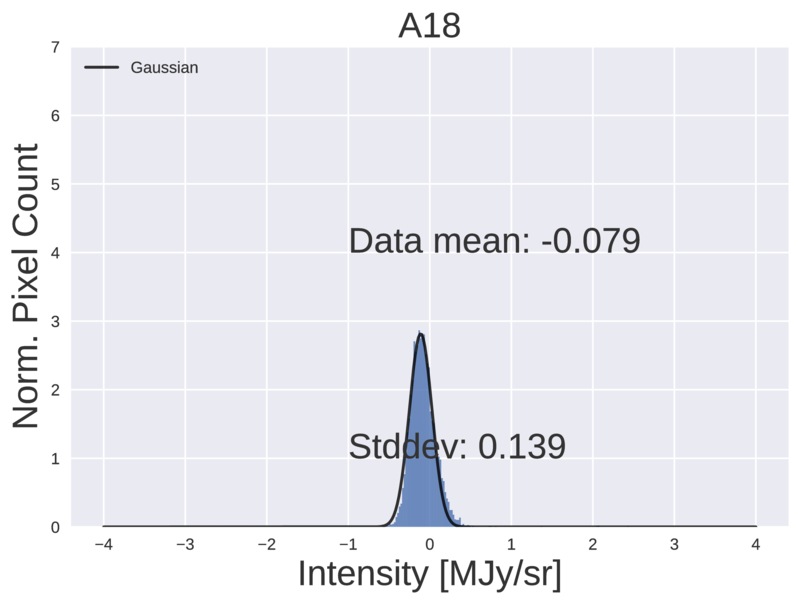 A18
7
Gaussian
6
5
Data mean: -0.079
4
3
2
Stddev: 0.139
1
0
−4 −3 −2 −1 0 1 2 3 4
Norm. Pixel Count
Intensity [MJy/sr]